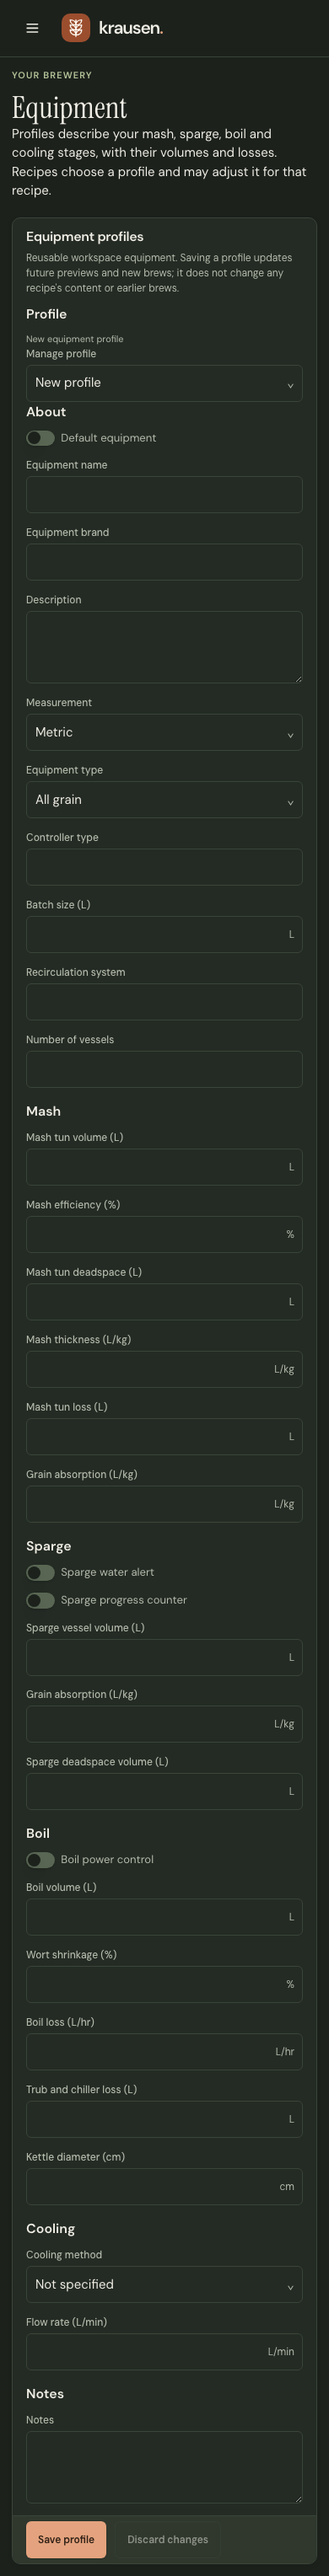 krausen.
YOUR BREWERY
Equipment
Profiles describe your mash, sparge, boil and
cooling stages, with their volumes and losses.
Recipes choose a profile and may adjust it for that
recipe.
Equipment profiles
Reusable workspace equipment. Saving a profile updates
future previews and new brews; it does not change any
recipe's content or earlier brews.
Profile
New equipment profile
Manage profile
New profile
About
Default equipment
Equipment name
Equipment brand
Description
Measurement
Metric
Equipment type
All grain
Controller type
Batch size (L)
L
Recirculation system
Number of vessels
Mash
Mash tun volume (L)
L
Mash efficiency (%)
%
Mash tun deadspace (L)
L
Mash thickness (L/kg)
L/kg
Mash tun loss (L)
L
Grain absorption (L/kg)
L/kg
Sparge
Sparge water alert
Sparge progress counter
Sparge vessel volume (L)
L
Grain absorption (L/kg)
L/kg
Sparge deadspace volume (L)
L
Boil
Boil power control
Boil volume (L)
L
Wort shrinkage (%)
%
Boil loss (L/hr)
L/hr
Trub and chiller loss (L)
L
Kettle diameter (cm)
cm
Cooling
Cooling method
Not specified
Flow rate (L/min)
L/min
Notes
Notes
Save profile
Discard changes